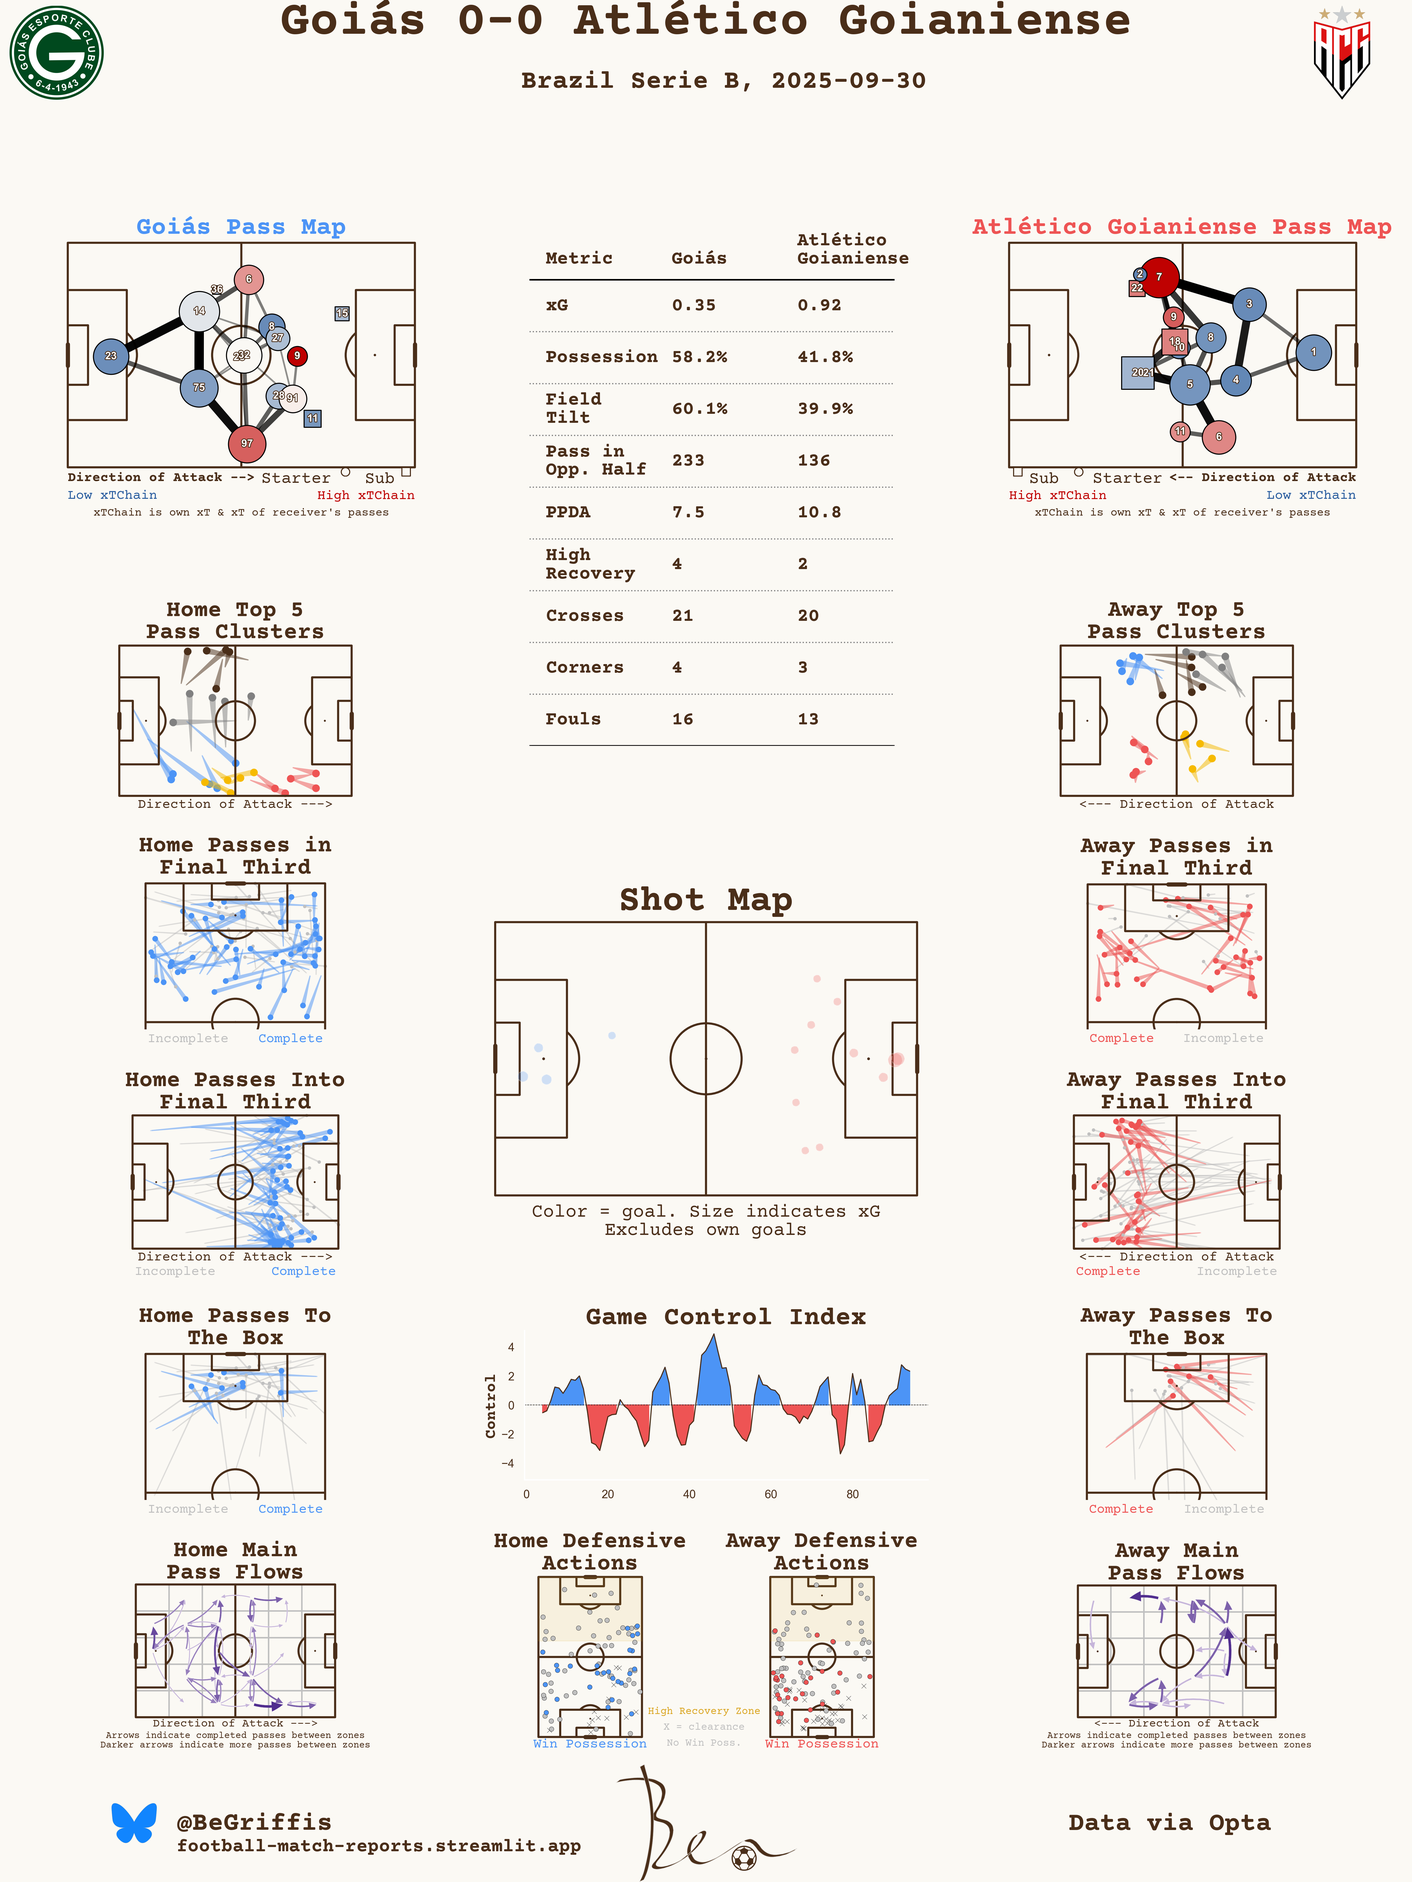 Goiás 0-0 Atlético Goianiense
Brazil Serie B, 2025-09-30
GOIÁS ESPORTE CLUBE
6-4-1943
ACG
Goiás Pass Map
6
36
14
8
27
15
23
32
9
75
28
91
11
97
Direction of Attack --> Starter Sub
Low xTChain High xTChain
xTChain is own xT & xT of receiver's passes
Metric Goiás Atlético
Goianiense
xG 0.35 0.92
Possession 58.2% 41.8%
Field
Tilt 60.1% 39.9%
Pass in
Opp. Half 233 136
PPDA 7.5 10.8
High
Recovery 4 2
Crosses 21 20
Corners 4 3
Fouls 16 13
Atlético Goianiense Pass Map
2
7
22
3
9
8
18
10
1
20
21
5
4
11
6
Sub Starter <-- Direction of Attack
High xTChain Low xTChain
xTChain is own xT & xT of receiver's passes
Home Top 5
Pass Clusters
Direction of Attack --->
Away Top 5
Pass Clusters
<--- Direction of Attack
Home Passes in
Final Third
Incomplete Complete
Shot Map
Color = goal. Size indicates xG
Excludes own goals
Away Passes in
Final Third
Complete Incomplete
Home Passes Into
Final Third
Direction of Attack --->
Incomplete Complete
Away Passes Into
Final Third
<--- Direction of Attack
Complete Incomplete
Home Passes To
The Box
Incomplete Complete
Game Control Index
Control
4
2
0
−2
−4
0 20 40 60 80
Away Passes To
The Box
Complete Incomplete
Home Main
Pass Flows
Direction of Attack --->
Arrows indicate completed passes between zones
Darker arrows indicate more passes between zones
Home Defensive
Actions
Win Possession
High Recovery Zone
X = clearance
No Win Poss.
Away Defensive
Actions
Win Possession
Away Main
Pass Flows
<--- Direction of Attack
Arrows indicate completed passes between zones
Darker arrows indicate more passes between zones
@BeGriffis
football-match-reports.streamlit.app
Ben
Data via Opta